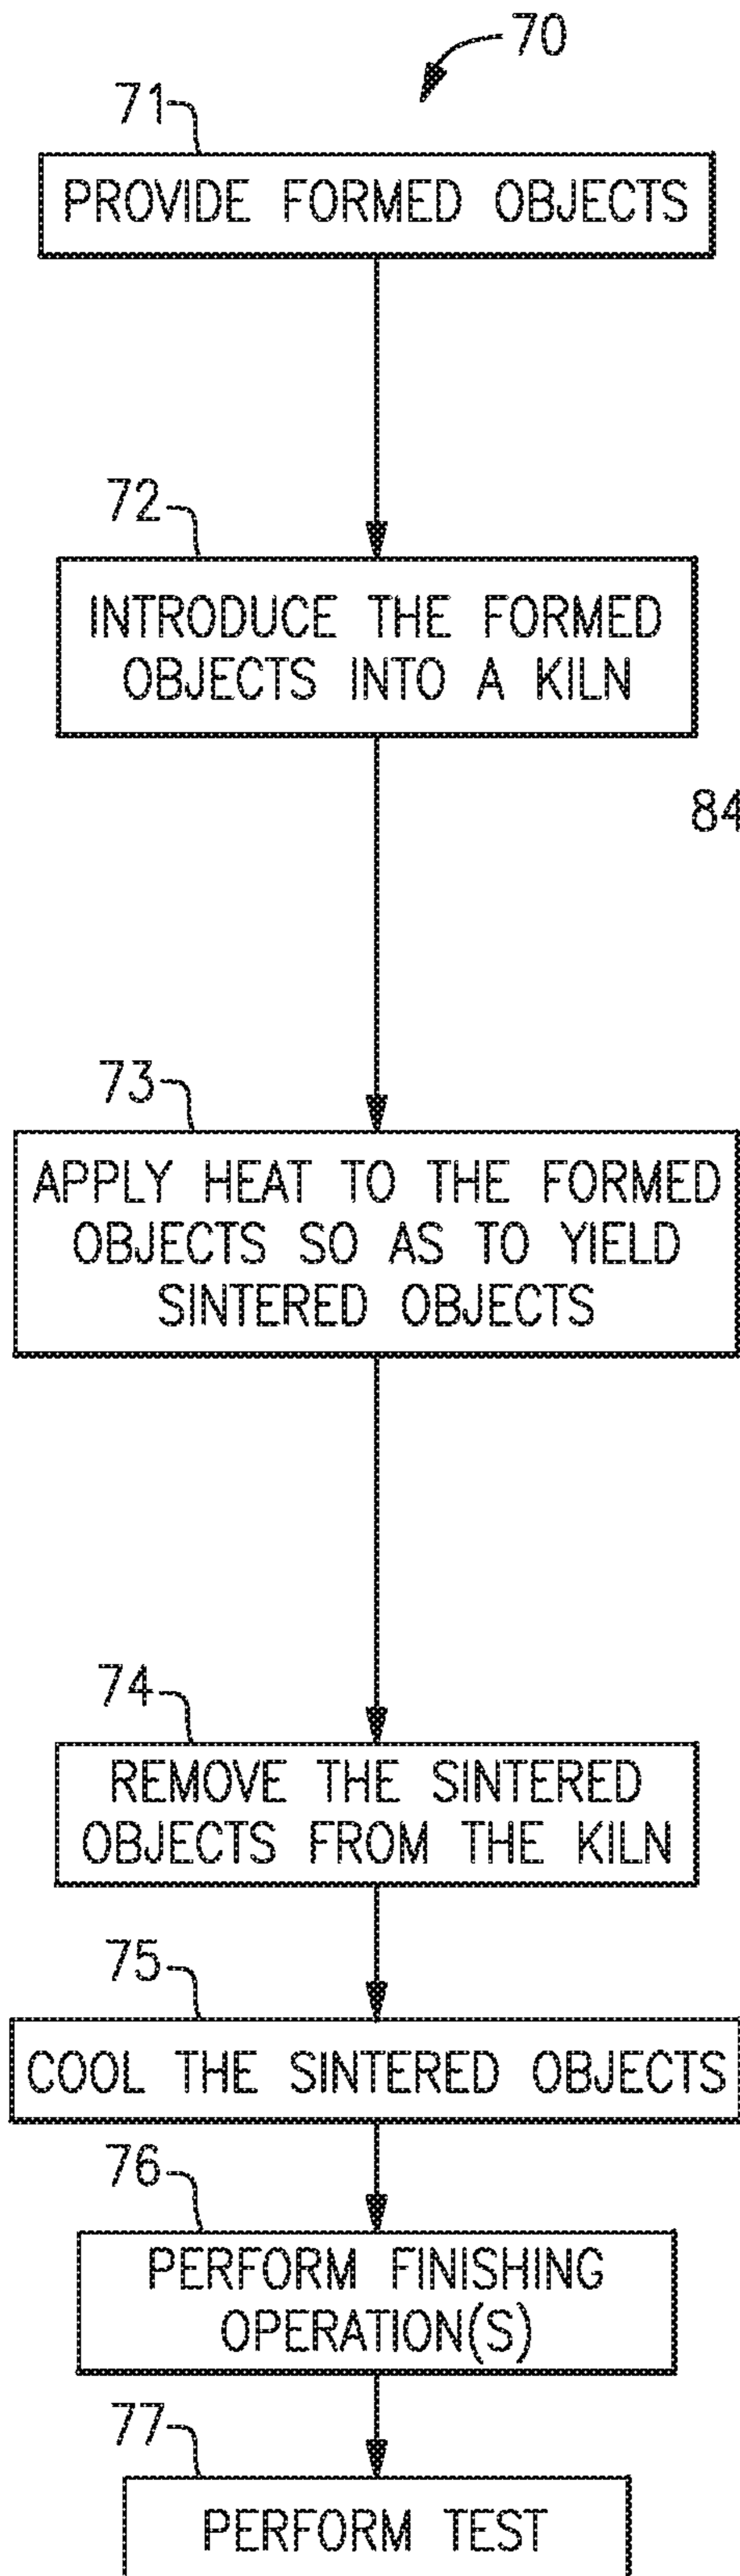 70
71
PROVIDE FORMED OBJECTS
72
INTRODUCE THE FORMED
OBJECTS INTO A KILN
84
73
APPLY HEAT TO THE FORMED
OBJECTS SO AS TO YIELD
SINTERED OBJECTS
74
REMOVE THE SINTERED
OBJECTS FROM THE KILN
75
COOL THE SINTERED OBJECTS
76
PERFORM FINISHING
OPERATION(S)
77
PERFORM TEST